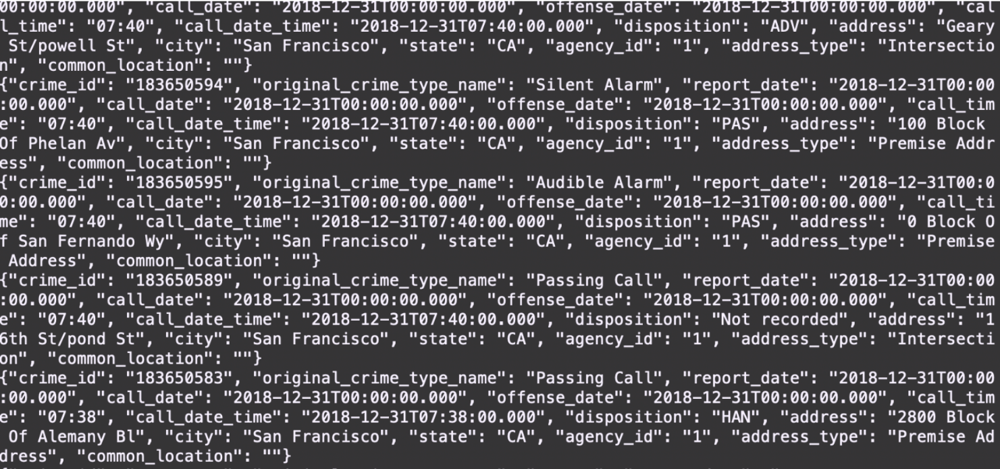 00:00:00.000", "call_date": "2018-12-31T00:00:00.000", "offense_date": "2018-12-31T00:00:00.000", "cal
l_time": "07:40", "call_date_time": "2018-12-31T07:40:00.000", "disposition": "ADV", "address": "Geary
 St/powell St", "city": "San Francisco", "state": "CA", "agency_id": "1", "address_type": "Intersectio
n", "common_location": ""}
{"crime_id": "183650594", "original_crime_type_name": "Silent Alarm", "report_date": "2018-12-31T00:00
:00.000", "call_date": "2018-12-31T00:00:00.000", "offense_date": "2018-12-31T00:00:00.000", "call_tim
e": "07:40", "call_date_time": "2018-12-31T07:40:00.000", "disposition": "PAS", "address": "100 Block 
Of Phelan Av", "city": "San Francisco", "state": "CA", "agency_id": "1", "address_type": "Premise Addr
ess", "common_location": ""}
{"crime_id": "183650595", "original_crime_type_name": "Audible Alarm", "report_date": "2018-12-31T00:0
0:00.000", "call_date": "2018-12-31T00:00:00.000", "offense_date": "2018-12-31T00:00:00.000", "call_ti
me": "07:40", "call_date_time": "2018-12-31T07:40:00.000", "disposition": "PAS", "address": "0 Block O
f San Fernando Wy", "city": "San Francisco", "state": "CA", "agency_id": "1", "address_type": "Premise
 Address", "common_location": ""}
{"crime_id": "183650589", "original_crime_type_name": "Passing Call", "report_date": "2018-12-31T00:00
:00.000", "call_date": "2018-12-31T00:00:00.000", "offense_date": "2018-12-31T00:00:00.000", "call_tim
e": "07:40", "call_date_time": "2018-12-31T07:40:00.000", "disposition": "Not recorded", "address": "1
6th St/pond St", "city": "San Francisco", "state": "CA", "agency_id": "1", "address_type": "Intersecti
on", "common_location": ""}
{"crime_id": "183650583", "original_crime_type_name": "Passing Call", "report_date": "2018-12-31T00:00
:00.000", "call_date": "2018-12-31T00:00:00.000", "offense_date": "2018-12-31T00:00:00.000", "call_tim
e": "07:38", "call_date_time": "2018-12-31T07:38:00.000", "disposition": "HAN", "address": "2800 Block
 Of Alemany Bl", "city": "San Francisco", "state": "CA", "agency_id": "1", "address_type": "Premise Ad
dress", "common_location": ""}